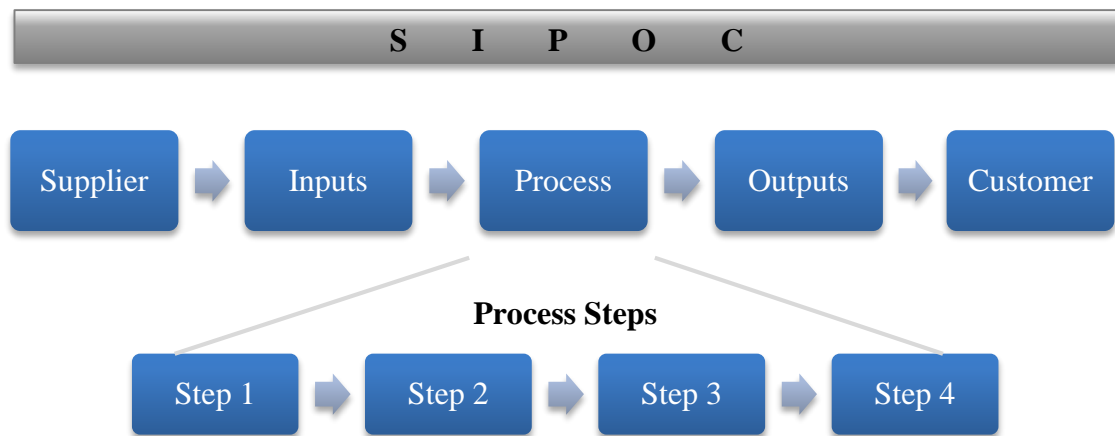 S I P O C
Supplier Inputs Process Outputs Customer
Process Steps
Step 1 Step 2 Step 3 Step 4